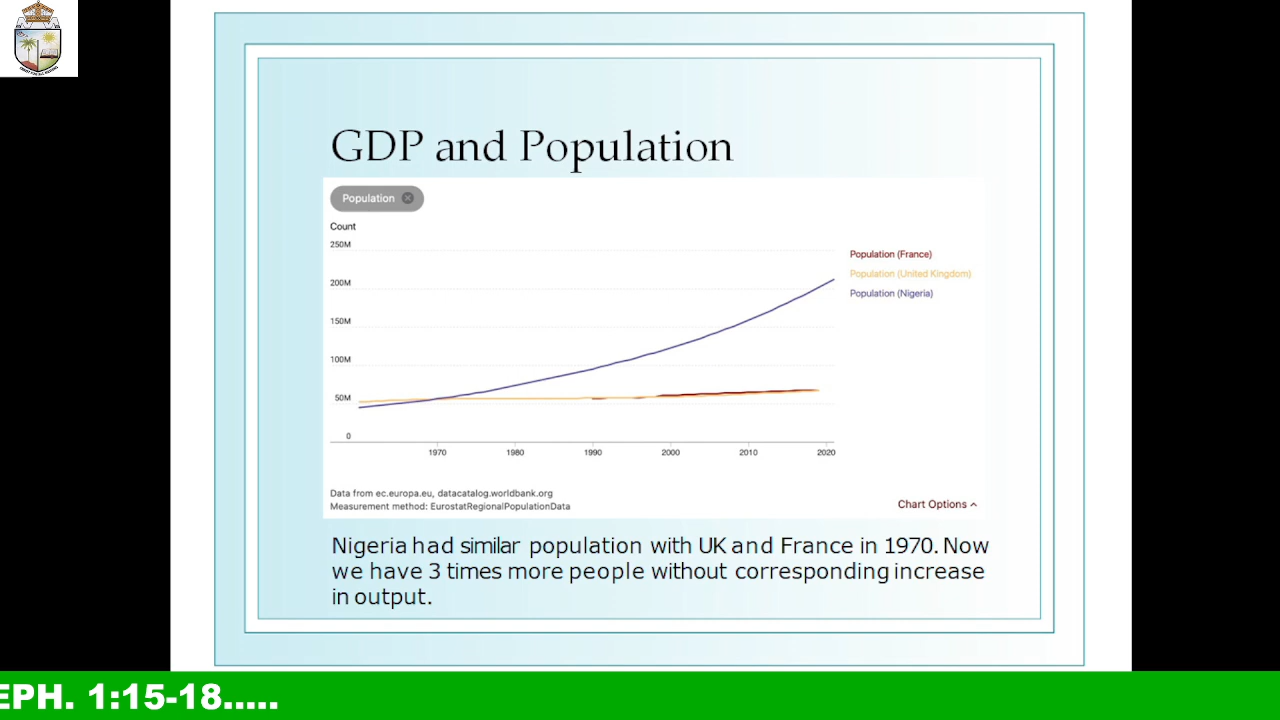 GDP and Population
Population
Count
250M
200M
150M
100M
50M
0
1970 1980 1990 2000 2010 2020
Population (France)
Population (United Kingdom)
Population (Nigeria)
Data from ec.europa.eu, datacatalog.worldbank.org
Measurement method: EurostatRegionalPopulationData
Chart Options
Nigeria had similar population with UK and France in 1970. Now
we have 3 times more people without corresponding increase
in output.
EPH. 1:15-18.....